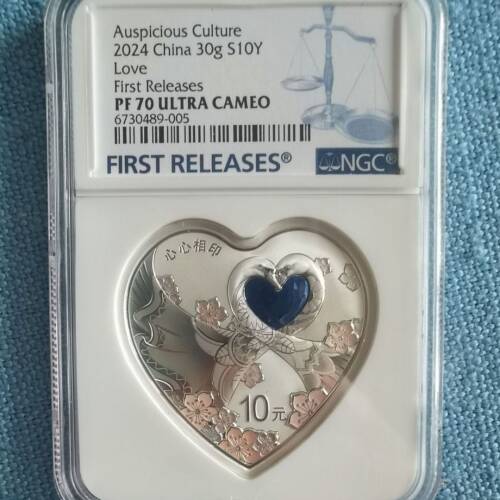 Auspicious Culture
2024 China 30g S10Y
Love
First Releases
PF 70 ULTRA CAMEO
6730489-005
FIRST RELEASES®
NGC®
心心相印
10元